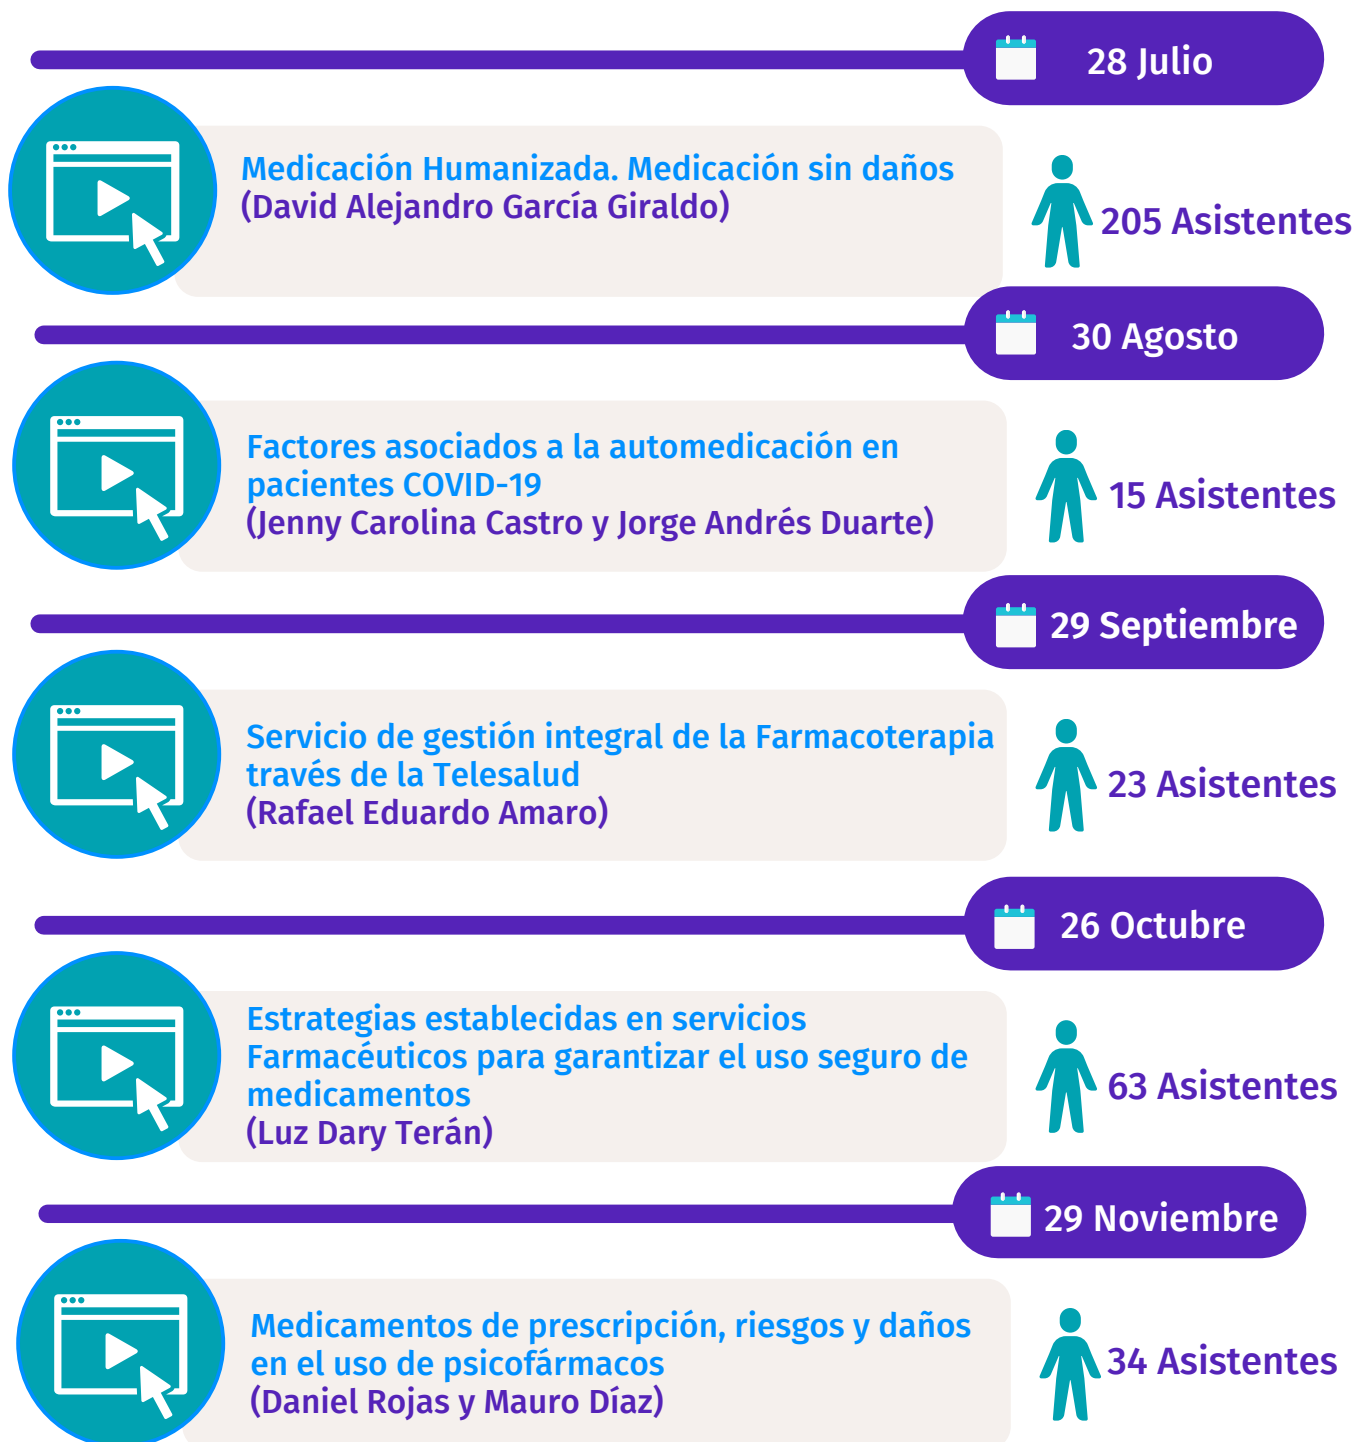 28 Julio
Medicación Humanizada. Medicación sin daños
(David Alejandro García Giraldo)
205 Asistentes
30 Agosto
Factores asociados a la automedicación en
pacientes COVID-19
(Jenny Carolina Castro y Jorge Andrés Duarte)
15 Asistentes
29 Septiembre
Servicio de gestión integral de la Farmacoterapia
través de la Telesalud
(Rafael Eduardo Amaro)
23 Asistentes
26 Octubre
Estrategias establecidas en servicios
Farmacéuticos para garantizar el uso seguro de
medicamentos
(Luz Dary Terán)
63 Asistentes
29 Noviembre
Medicamentos de prescripción, riesgos y daños
en el uso de psicofármacos
(Daniel Rojas y Mauro Díaz)
34 Asistentes